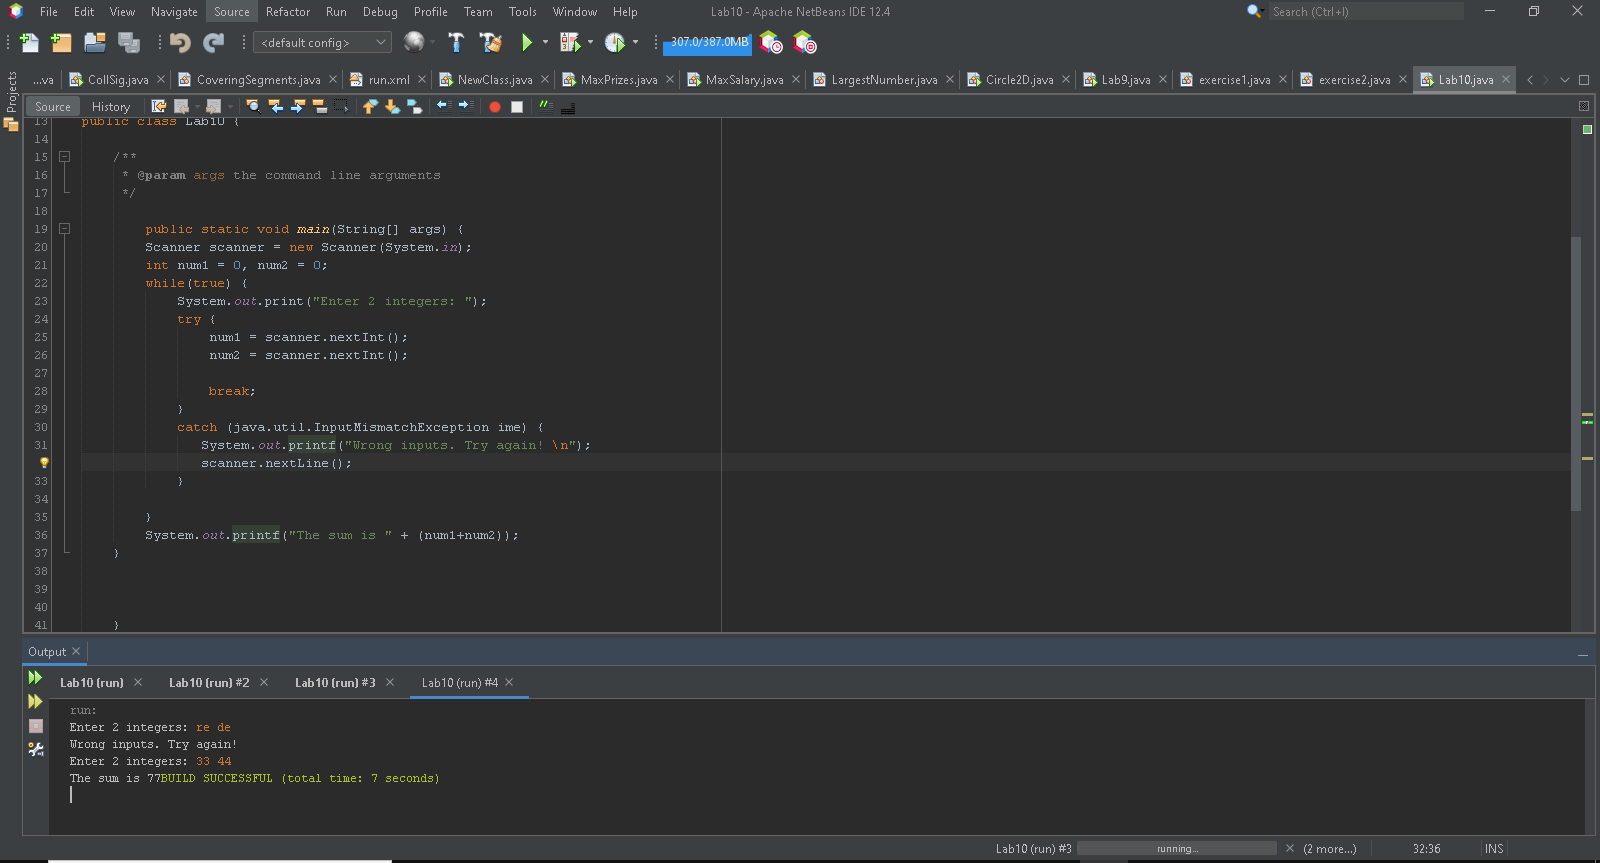 File Edit View Navigate Source Refactor Run Debug Profile Team Tools Window Help Lab10 - Apache NetBeans IDE 12.4 Search (Ctrl+I)
<default config> 307.0/387.0MB
...va CollSig.java CoveringSegments.java run.xml NewClass.java MaxPrizes.java MaxSalary.java LargestNumber.java Circle2D.java Lab9.java exercise1.java exercise2.java Lab10.java
Projects
Source History
13 public class Lab10 {
14
15 /**
16 * @param args the command line arguments
17 */
18
19 public static void main(String[] args) {
20 Scanner scanner = new Scanner(System.in);
21 int num1 = 0, num2 = 0;
22 while(true) {
23 System.out.print("Enter 2 integers: ");
24 try {
25 num1 = scanner.nextInt();
26 num2 = scanner.nextInt();
27
28 break;
29 }
30 catch (java.util.InputMismatchException ime) {
31 System.out.printf("Wrong inputs. Try again! \n");
scanner.nextLine();
33 }
34
35 }
36 System.out.printf("The sum is " + (num1+num2));
37 }
38
39
40
41 }
Output
Lab10 (run) Lab10 (run) #2 Lab10 (run) #3 Lab10 (run) #4
run:
Enter 2 integers: re de
Wrong inputs. Try again!
Enter 2 integers: 33 44
The sum is 77BUILD SUCCESSFUL (total time: 7 seconds)
Lab10 (run) #3 running... (2 more...) 32:36 INS